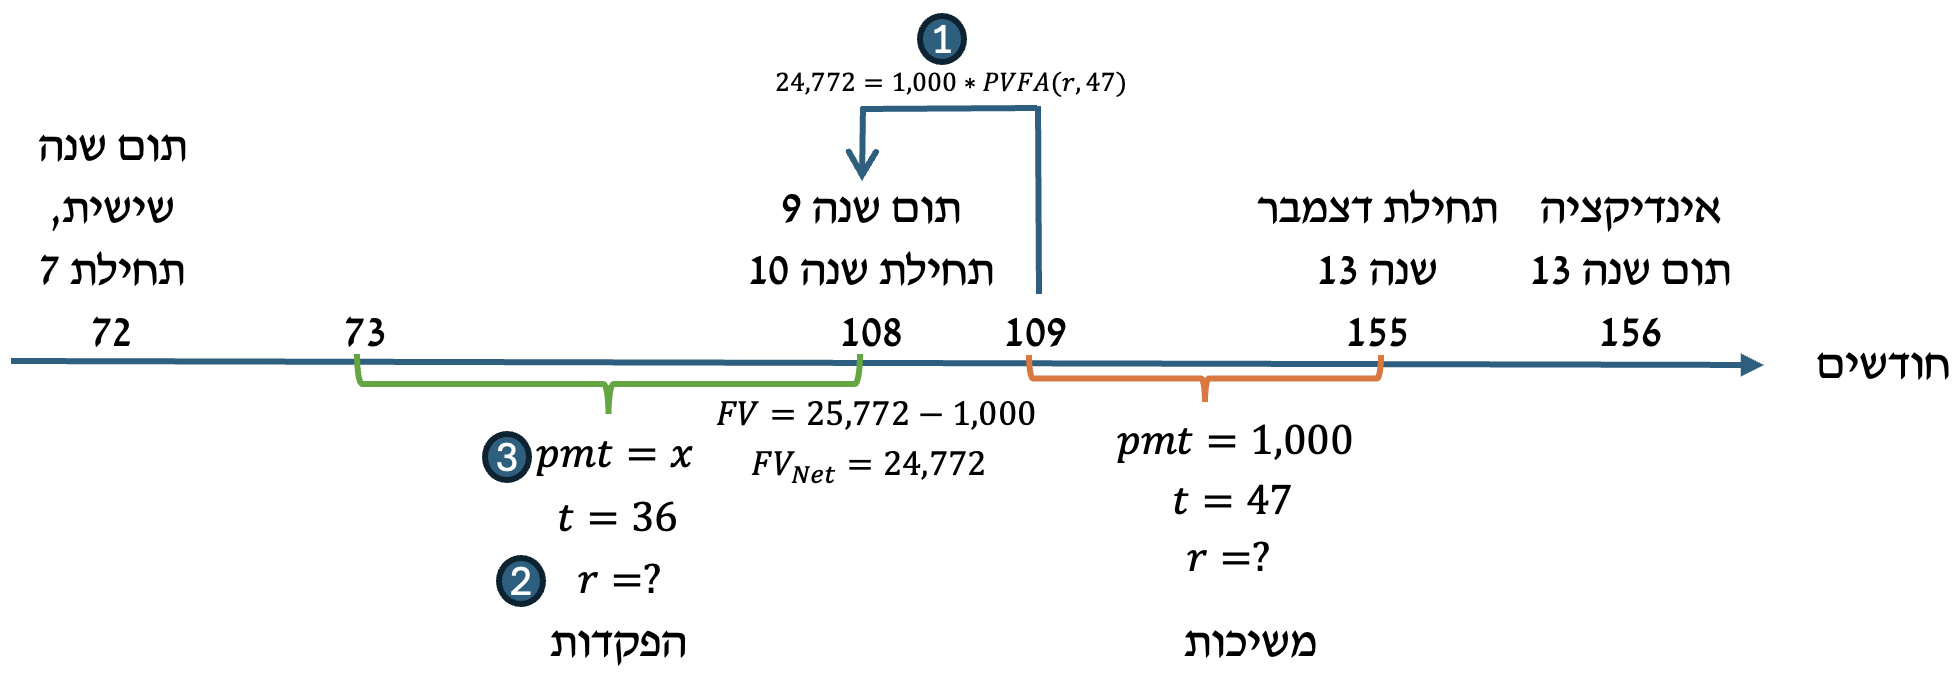 1
24,772 = 1,000 ∗ PVFA(r, 47)
תום שנה
שישית,
תחילת 7
תום שנה 9
תחילת שנה 10
תחילת דצמבר
שנה 13
אינדיקציה
תום שנה 13
72
73
108
109
155
156
חודשים
FV = 25,772 − 1,000
FV_Net = 24,772
3
pmt = x
t = 36
2
r =?
הפקדות
pmt = 1,000
t = 47
r =?
משיכות